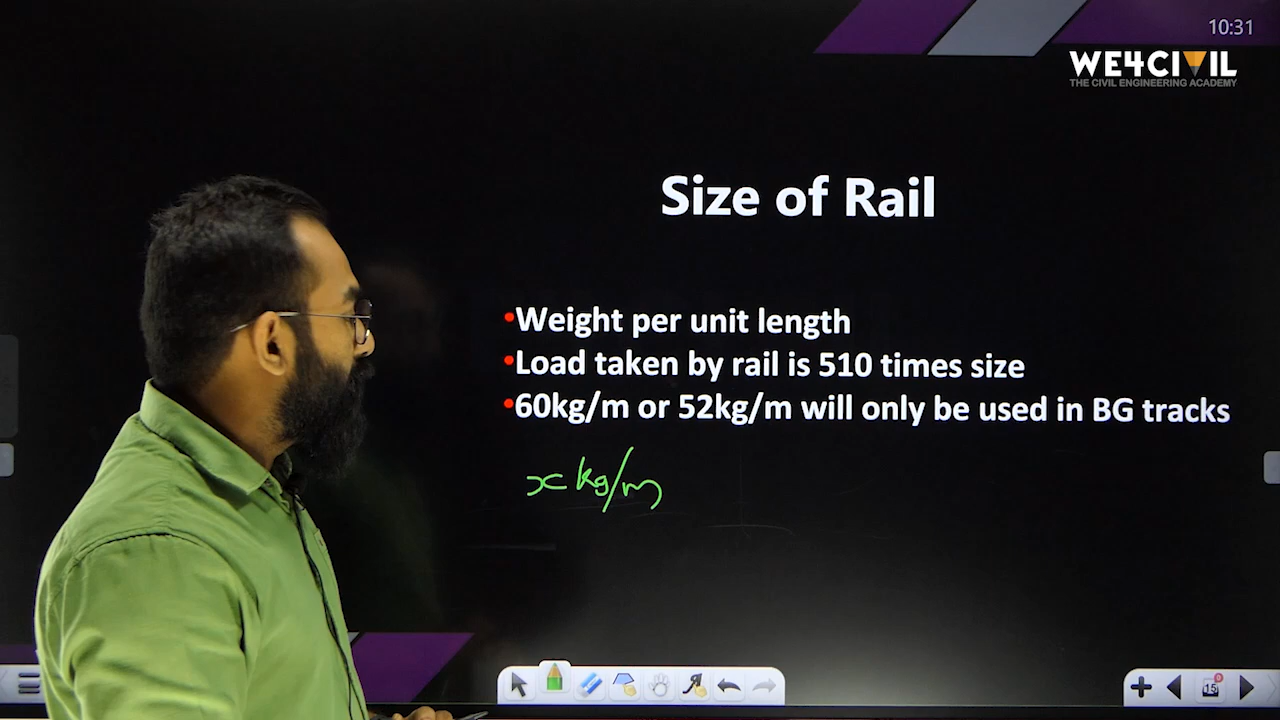 10:31
WE4CIVIL
THE CIVIL ENGINEERING ACADEMY
Size of Rail
•Weight per unit length
•Load taken by rail is 510 times size
•60kg/m or 52kg/m will only be used in BG tracks
x kg/m
15